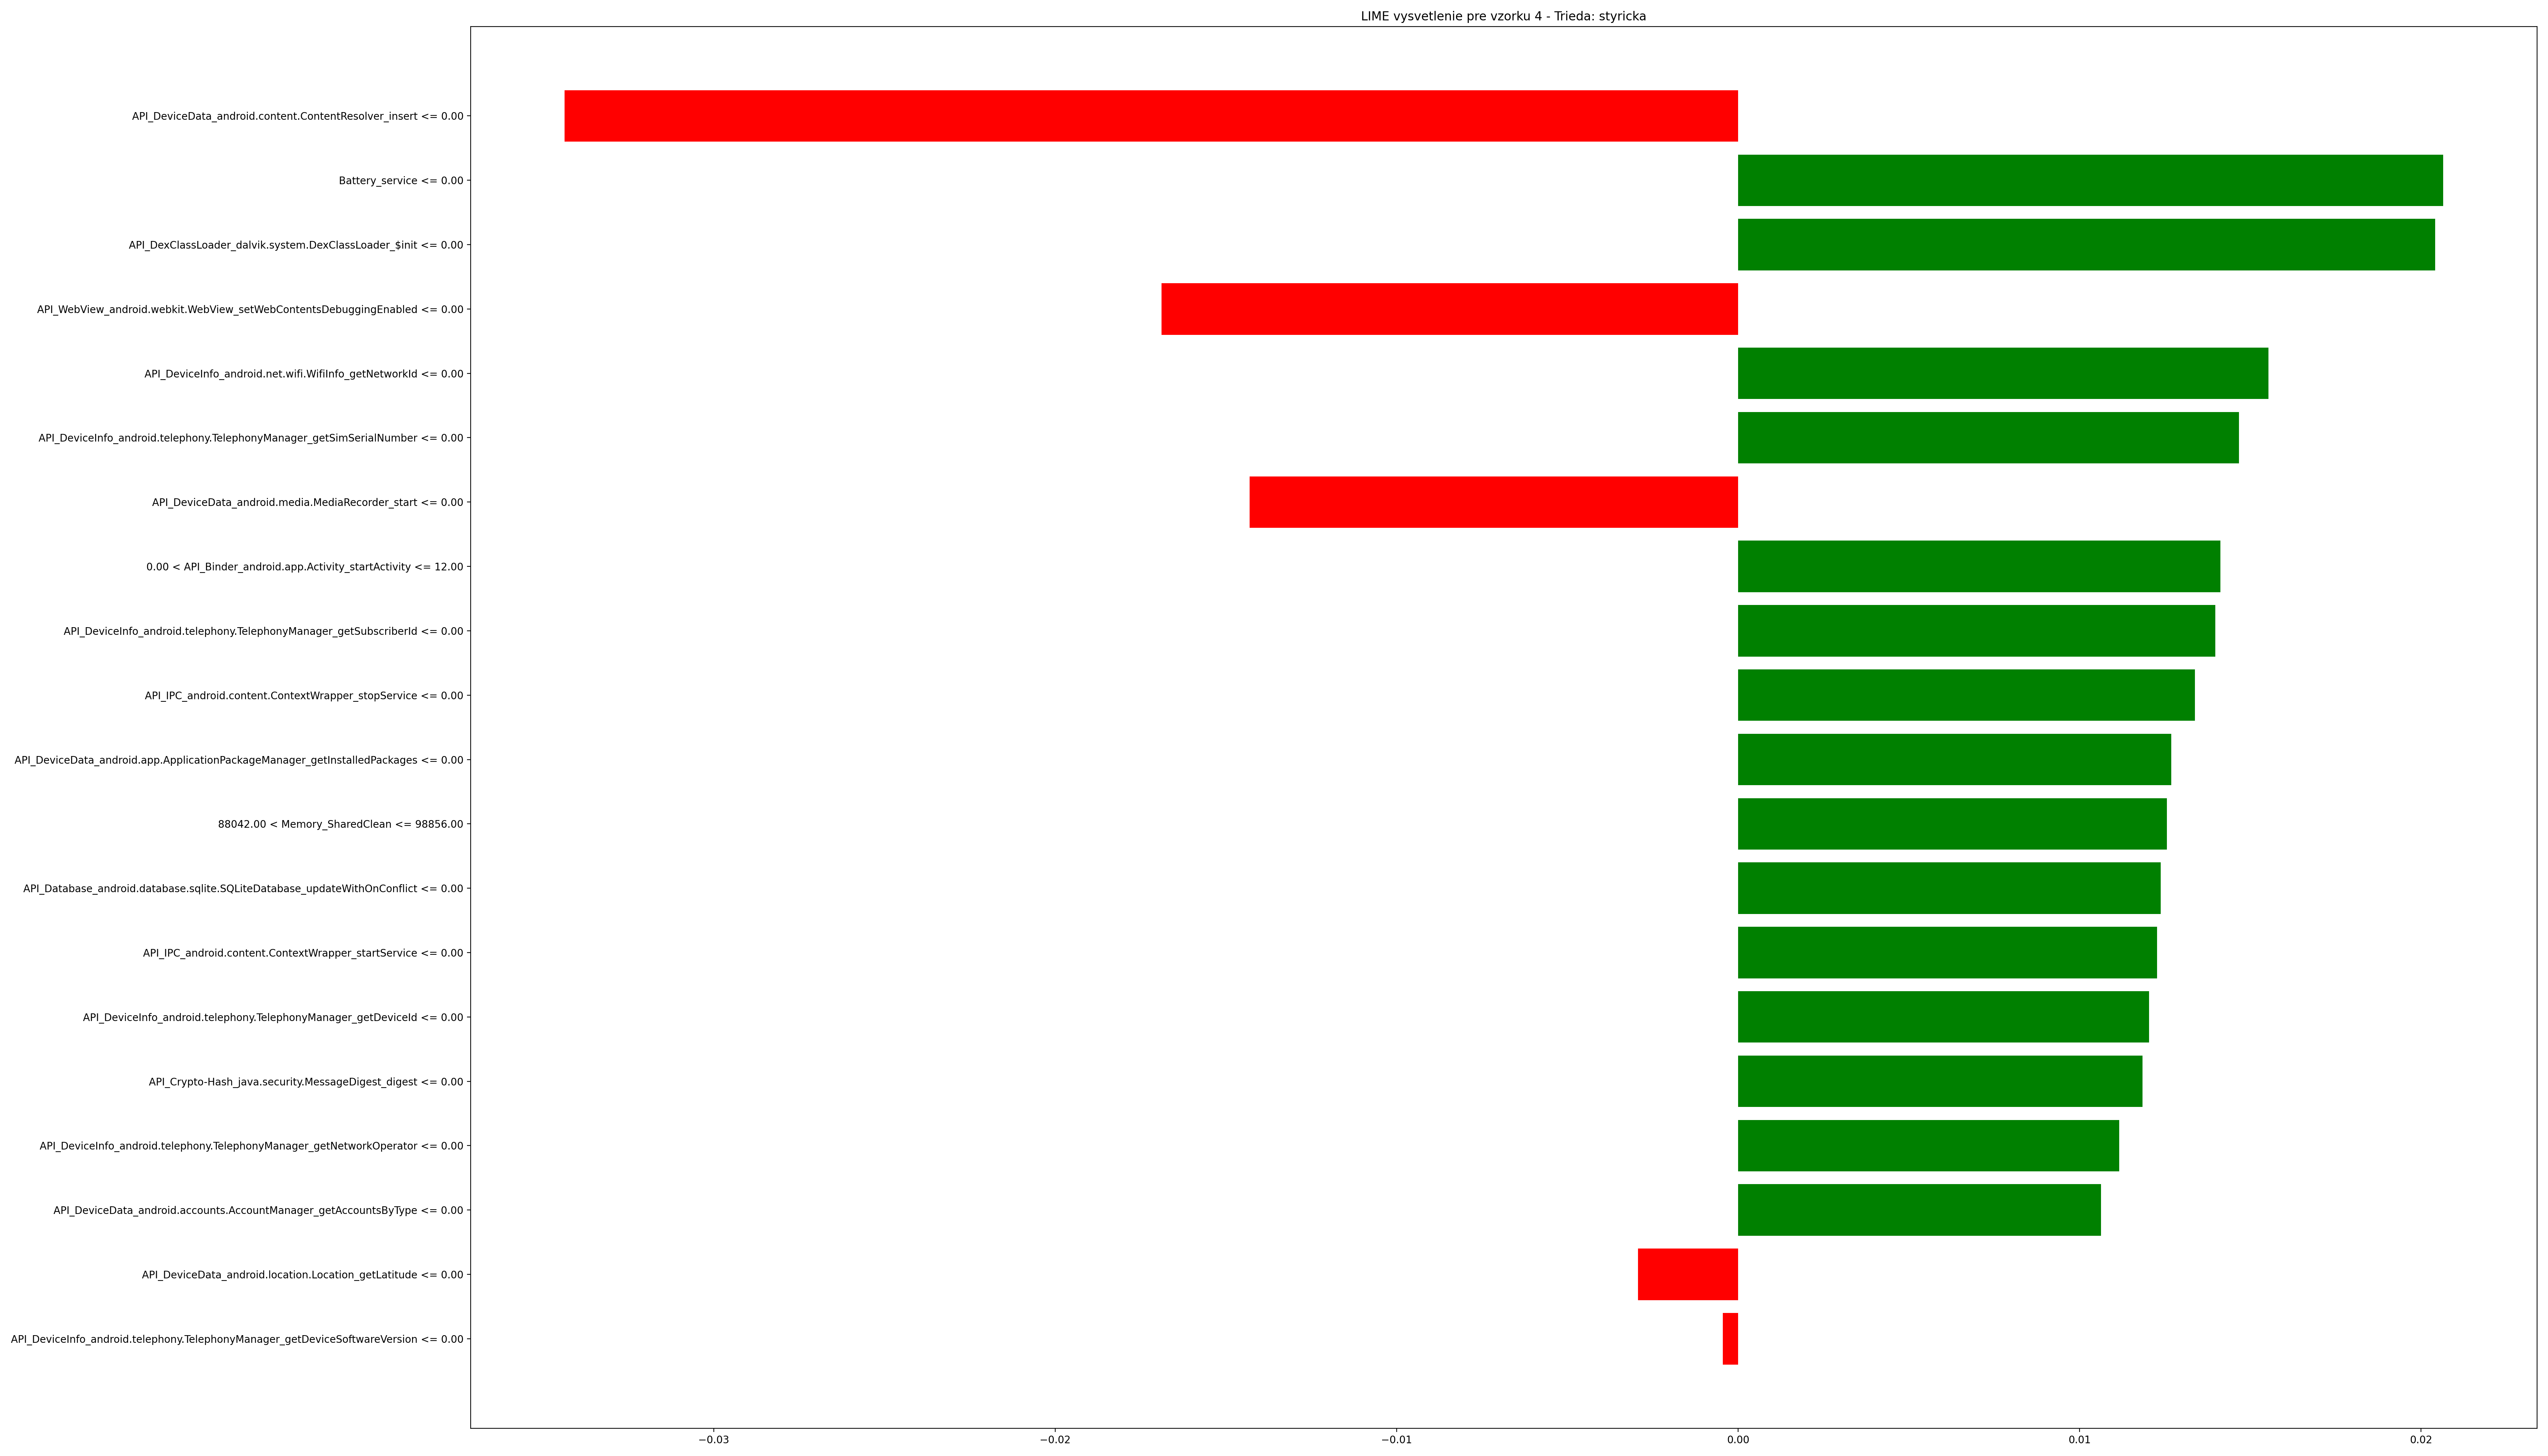 LIME vysvetlenie pre vzorku 4 - Trieda: styricka
API_DeviceData_android.content.ContentResolver_insert <= 0.00
Battery_service <= 0.00
API_DexClassLoader_dalvik.system.DexClassLoader_$init <= 0.00
API_WebView_android.webkit.WebView_setWebContentsDebuggingEnabled <= 0.00
API_DeviceInfo_android.net.wifi.WifiInfo_getNetworkId <= 0.00
API_DeviceInfo_android.telephony.TelephonyManager_getSimSerialNumber <= 0.00
API_DeviceData_android.media.MediaRecorder_start <= 0.00
0.00 < API_Binder_android.app.Activity_startActivity <= 12.00
API_DeviceInfo_android.telephony.TelephonyManager_getSubscriberId <= 0.00
API_IPC_android.content.ContextWrapper_stopService <= 0.00
API_DeviceData_android.app.ApplicationPackageManager_getInstalledPackages <= 0.00
88042.00 < Memory_SharedClean <= 98856.00
API_Database_android.database.sqlite.SQLiteDatabase_updateWithOnConflict <= 0.00
API_IPC_android.content.ContextWrapper_startService <= 0.00
API_DeviceInfo_android.telephony.TelephonyManager_getDeviceId <= 0.00
API_Crypto-Hash_java.security.MessageDigest_digest <= 0.00
API_DeviceInfo_android.telephony.TelephonyManager_getNetworkOperator <= 0.00
API_DeviceData_android.accounts.AccountManager_getAccountsByType <= 0.00
API_DeviceData_android.location.Location_getLatitude <= 0.00
API_DeviceInfo_android.telephony.TelephonyManager_getDeviceSoftwareVersion <= 0.00
−0.03 −0.02 −0.01 0.00 0.01 0.02